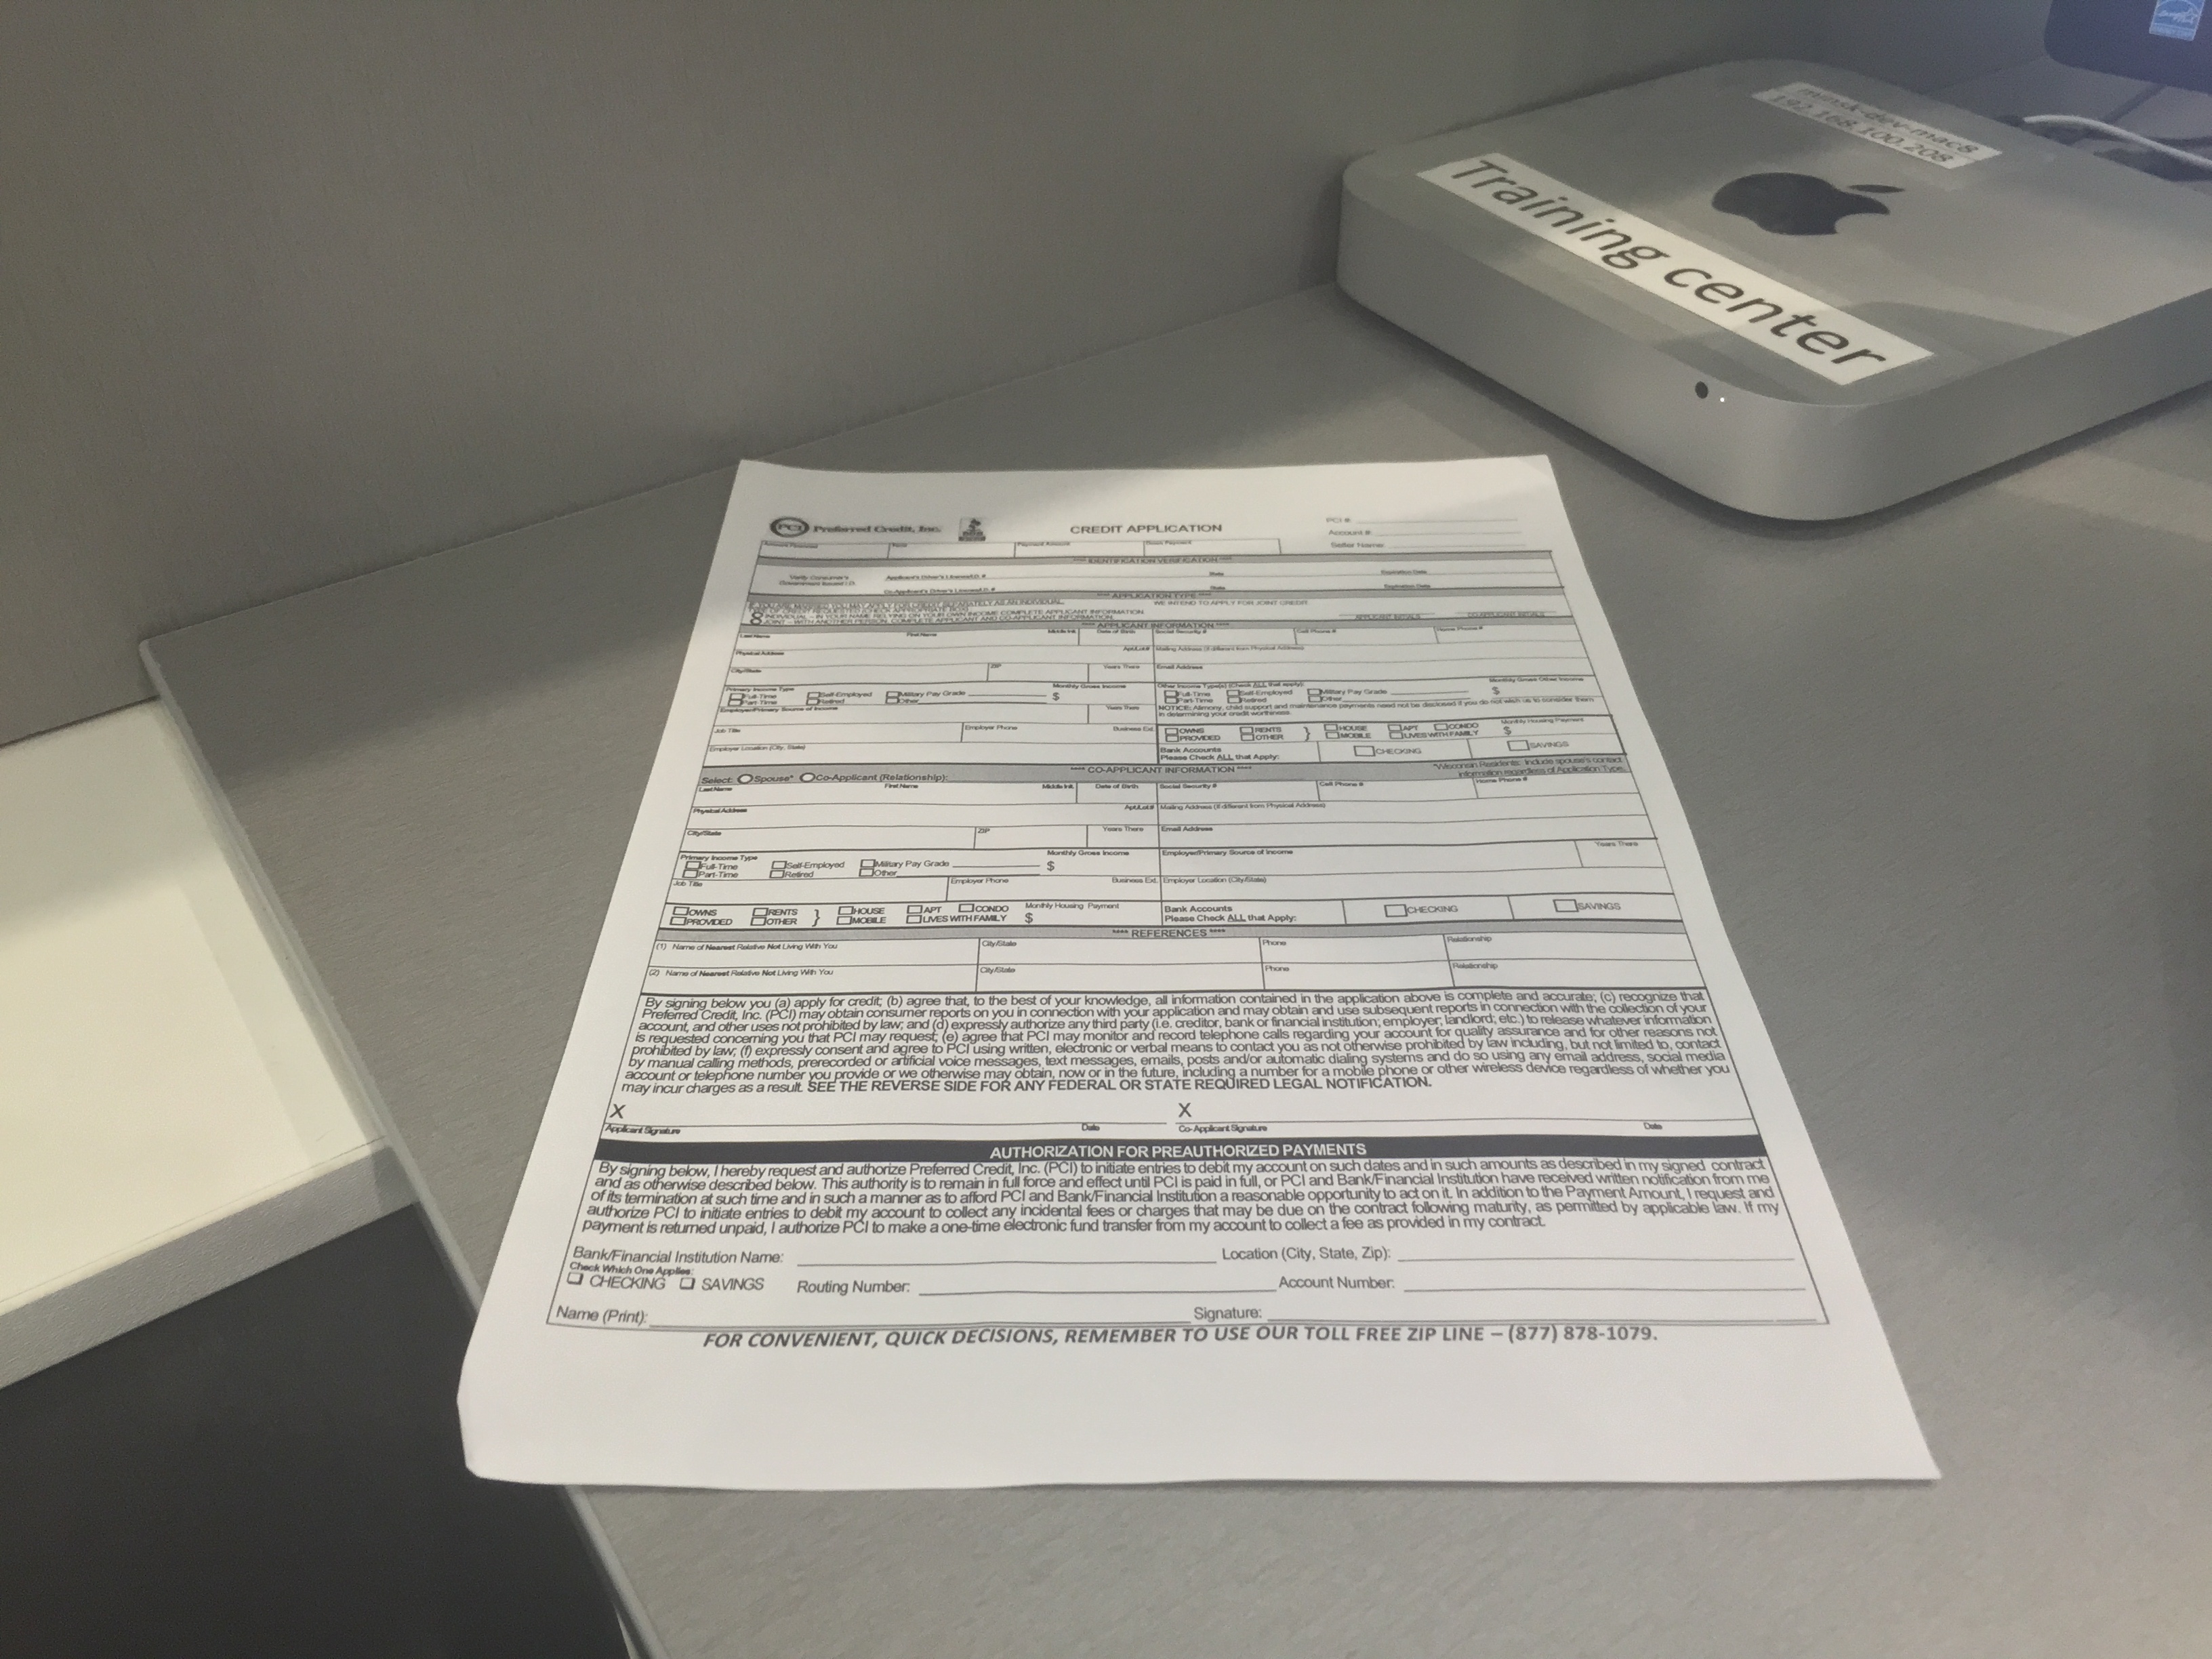 minsk-dev-mac8
192.168.100.208
Training center
PCI Preferred Credit, Inc.
CREDIT APPLICATION
PCI #:
Account #:
Seller Name:
Amount Financed Term Payment Amount Down Payment
**** IDENTIFICATION VERIFICATION ****
Verify Consumer's
Government Issued I.D.
Applicant's Driver's License/I.D. # State Expiration Date
Co-Applicant's Driver's License/I.D. # State Expiration Date
**** APPLICATION TYPE ****
IF YOU ARE MARRIED YOU MAY APPLY FOR CREDIT SEPARATELY AS AN INDIVIDUAL.
TYPE OF CREDIT REQUESTED (CHECK APPROPRIATE BOX)
WE INTEND TO APPLY FOR JOINT CREDIT.
INDIVIDUAL – IN YOUR NAME RELYING ON YOUR OWN INCOME COMPLETE APPLICANT INFORMATION
JOINT – WITH ANOTHER PERSON. COMPLETE APPLICANT AND CO-APPLICANT INFORMATION.
APPLICANT INITIALS CO-APPLICANT INITIALS
**** APPLICANT INFORMATION ****
Last Name First Name Middle Init. Date of Birth Social Security # Cell Phone # Home Phone #
Physical Address Apt/Lot# Mailing Address (if different from Physical Address)
City/State ZIP Years There Email Address
Primary Income Type Monthly Gross Income Other Income Type(s) (Check ALL that apply): Monthly Gross Other Income
Full-Time Self-Employed Military Pay Grade $ Full-Time Self-Employed Military Pay Grade $
Part-Time Retired Other Part-Time Retired Other
Employer/Primary Source of Income Years There NOTICE: Alimony, child support and maintenance payments need not be disclosed if you do not wish us to consider them
in determining your credit worthiness.
Job Title Employer Phone Business Ext. OWNS RENTS } HOUSE APT CONDO Monthly Housing Payment
PROVIDED OTHER MOBILE LIVES WITH FAMILY $
Employer Location (City, State) Bank Accounts
Please Check ALL that Apply: CHECKING SAVINGS
**** CO-APPLICANT INFORMATION ****
Select: Spouse* Co-Applicant (Relationship): *Wisconsin Residents: Include spouse's contact
information regardless of Application Type.
Last Name First Name Middle Init. Date of Birth Social Security # Cell Phone # Home Phone #
Physical Address Apt/Lot# Mailing Address (if different from Physical Address)
City/State ZIP Years There Email Address
Primary Income Type Monthly Gross Income Employer/Primary Source of Income Years There
Full-Time Self-Employed Military Pay Grade $
Part-Time Retired Other
Job Title Employer Phone Business Ext. Employer Location (City/State)
OWNS RENTS } HOUSE APT CONDO Monthly Housing Payment Bank Accounts
PROVIDED OTHER MOBILE LIVES WITH FAMILY $ Please Check ALL that Apply: CHECKING SAVINGS
**** REFERENCES ****
(1) Name of Nearest Relative Not Living With You City/State Phone Relationship
(2) Name of Nearest Relative Not Living With You City/State Phone Relationship
By signing below you (a) apply for credit; (b) agree that, to the best of your knowledge, all information contained in the application above is complete and accurate; (c) recognize that
Preferred Credit, Inc. (PCI) may obtain consumer reports on you in connection with your application and may obtain and use subsequent reports in connection with the collection of your
account, and other uses not prohibited by law; and (d) expressly authorize any third party (i.e. creditor, bank or financial institution; employer; landlord; etc.) to release whatever information
is requested concerning you that PCI may request; (e) agree that PCI may monitor and record telephone calls regarding your account for quality assurance and for other reasons not
prohibited by law; (f) expressly consent and agree to PCI using written, electronic or verbal means to contact you as not otherwise prohibited by law including, but not limited to, contact
by manual calling methods, prerecorded or artificial voice messages, text messages, emails, posts and/or automatic dialing systems and do so using any email address, social media
account or telephone number you provide or we otherwise may obtain, now or in the future, including a number for a mobile phone or other wireless device regardless of whether you
may incur charges as a result. SEE THE REVERSE SIDE FOR ANY FEDERAL OR STATE REQUIRED LEGAL NOTIFICATION.
X X
Applicant Signature Date Co-Applicant Signature Date
AUTHORIZATION FOR PREAUTHORIZED PAYMENTS
By signing below, I hereby request and authorize Preferred Credit, Inc. (PCI) to initiate entries to debit my account on such dates and in such amounts as described in my signed contract
and as otherwise described below. This authority is to remain in full force and effect until PCI is paid in full, or PCI and Bank/Financial Institution have received written notification from me
of its termination at such time and in such a manner as to afford PCI and Bank/Financial Institution a reasonable opportunity to act on it. In addition to the Payment Amount, I request and
authorize PCI to initiate entries to debit my account to collect any incidental fees or charges that may be due on the contract following maturity, as permitted by applicable law. If my
payment is returned unpaid, I authorize PCI to make a one-time electronic fund transfer from my account to collect a fee as provided in my contract.
Bank/Financial Institution Name: Location (City, State, Zip):
Check Which One Applies:
CHECKING SAVINGS Routing Number: Account Number:
Name (Print): Signature:
FOR CONVENIENT, QUICK DECISIONS, REMEMBER TO USE OUR TOLL FREE ZIP LINE – (877) 878-1079.